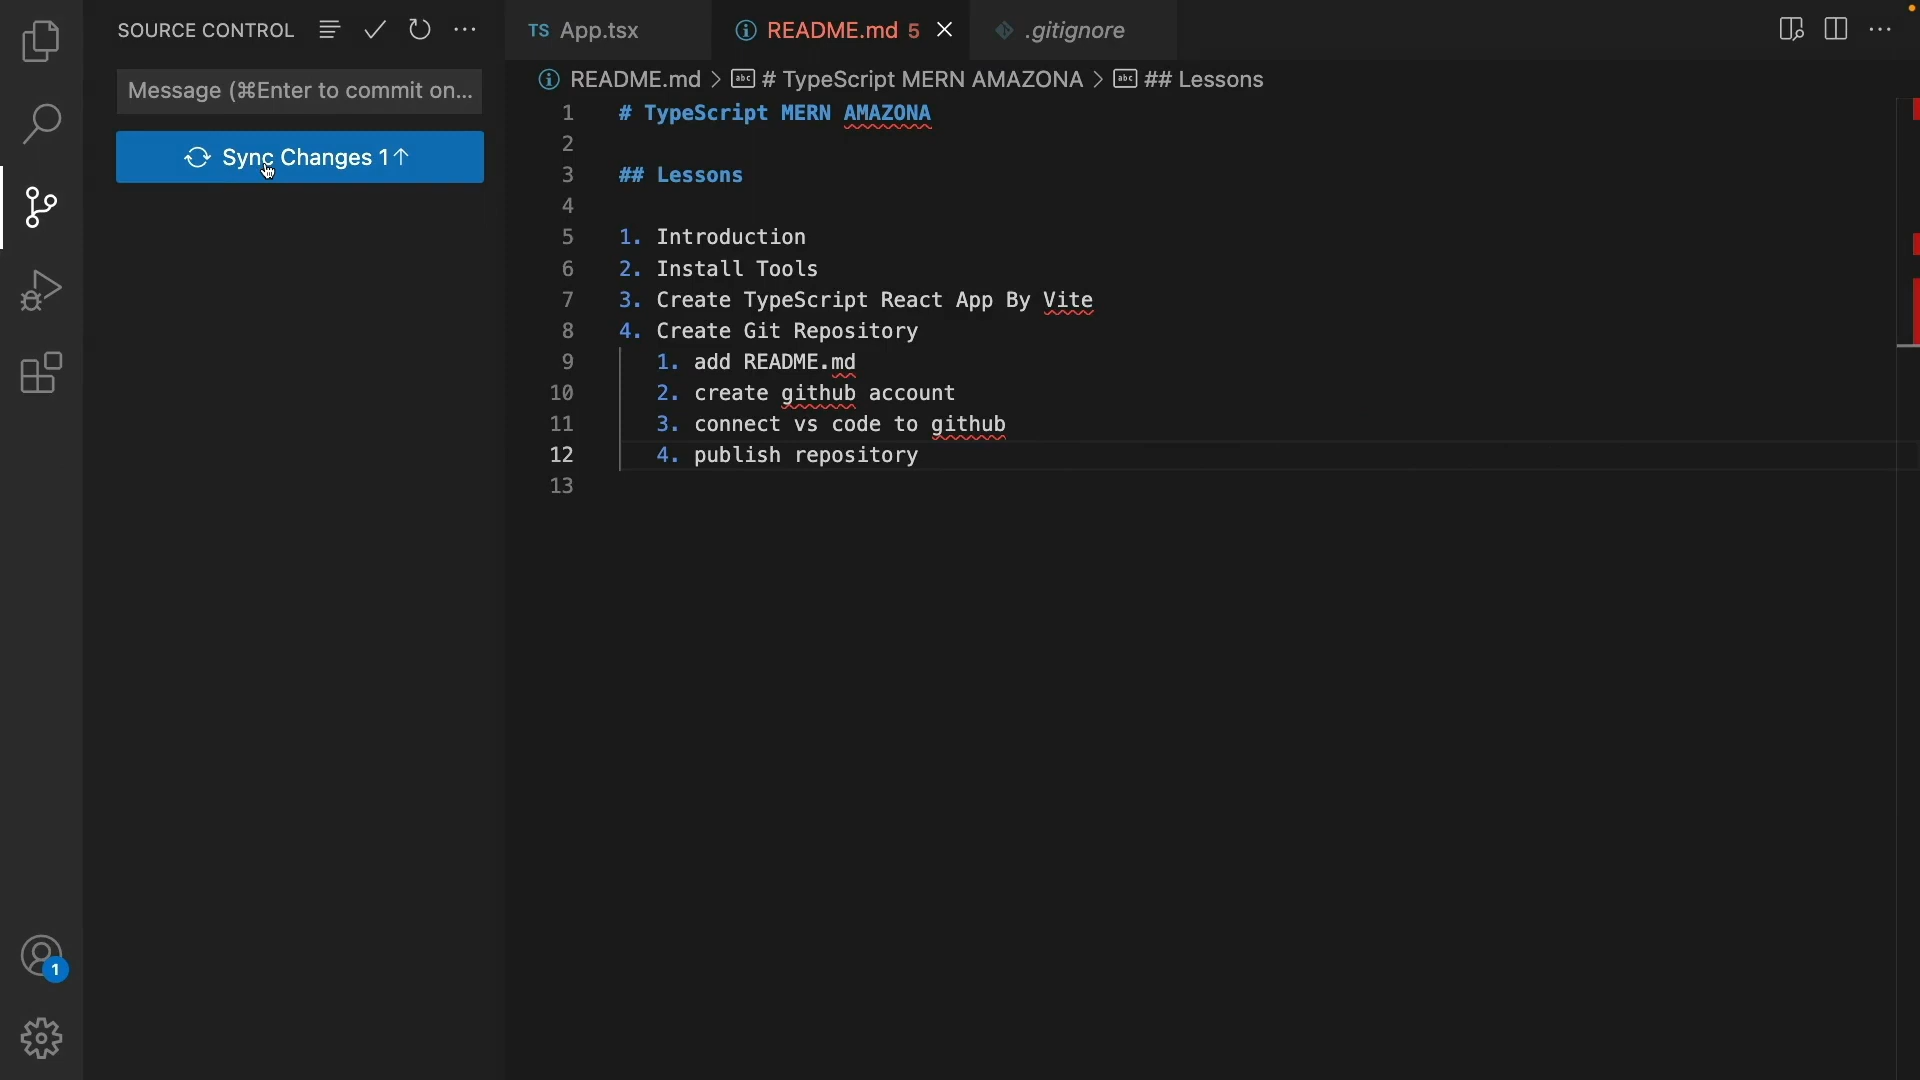 SOURCE CONTROL
Message (⌘Enter to commit on...
Sync Changes 1↑
1
TS App.tsx
README.md 5
.gitignore
README.md > # TypeScript MERN AMAZONA > ## Lessons
1 # TypeScript MERN AMAZONA
2
3 ## Lessons
4
5 1. Introduction
6 2. Install Tools
7 3. Create TypeScript React App By Vite
8 4. Create Git Repository
9 1. add README.md
10 2. create github account
11 3. connect vs code to github
12 4. publish repository
13